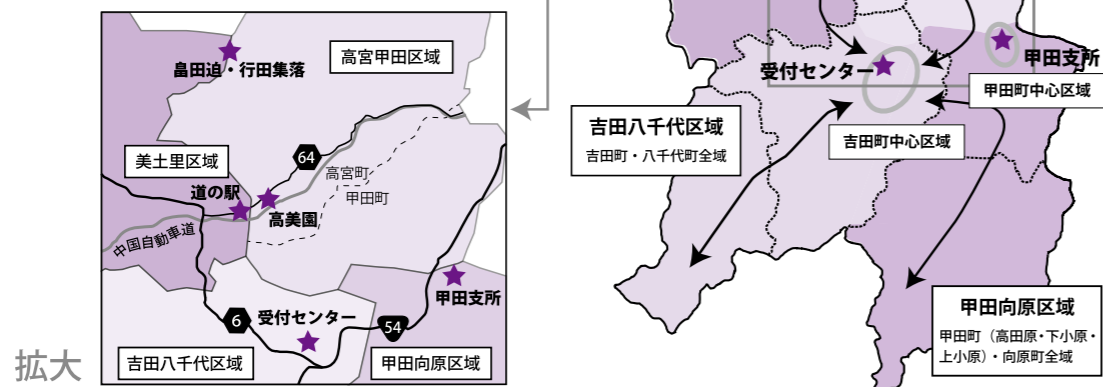 高宮甲田区域
畠田迫・行田集落
美土里区域
64
道の駅
高宮町
甲田町
高美園
中国自動車道
甲田支所
6
受付センター
54
吉田八千代区域
甲田向原区域
拡大
受付センター
甲田支所
甲田町中心区域
吉田八千代区域
吉田町・八千代町全域
吉田町中心区域
甲田向原区域
甲田町（高田原・下小原・
上小原）・向原町全域